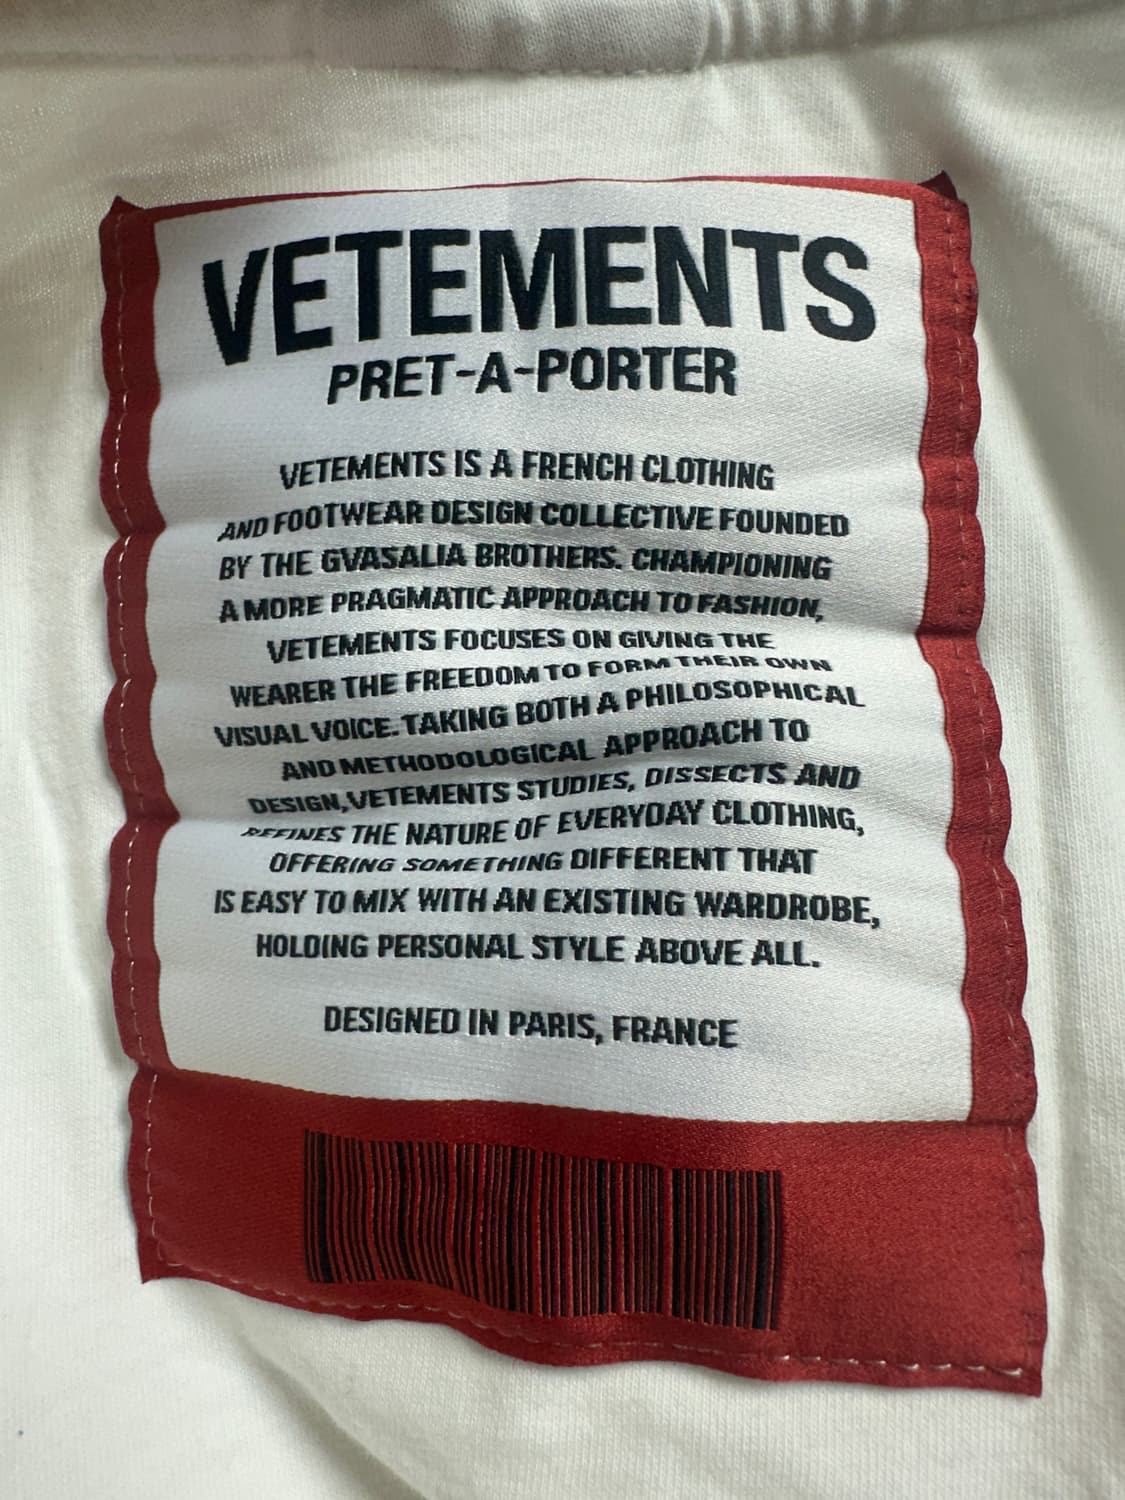 VETEMENTS
PRET-A-PORTER
VETEMENTS IS A FRENCH CLOTHING
AND FOOTWEAR DESIGN COLLECTIVE FOUNDED
BY THE GVASALIA BROTHERS. CHAMPIONING
A MORE PRAGMATIC APPROACH TO FASHION,
VETEMENTS FOCUSES ON GIVING THE
WEARER THE FREEDOM TO FORM THEIR OWN
VISUAL VOICE. TAKING BOTH A PHILOSOPHICAL
AND METHODOLOGICAL APPROACH TO
DESIGN, VETEMENTS STUDIES, DISSECTS AND
REFINES THE NATURE OF EVERYDAY CLOTHING,
OFFERING SOMETHING DIFFERENT THAT
IS EASY TO MIX WITH AN EXISTING WARDROBE,
HOLDING PERSONAL STYLE ABOVE ALL.
DESIGNED IN PARIS, FRANCE